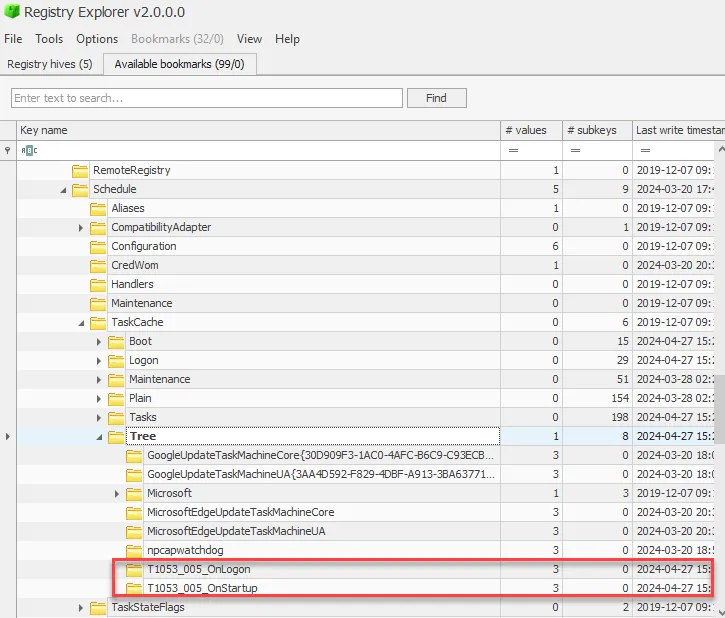 Registry Explorer v2.0.0.0
File Tools Options Bookmarks (32/0) View Help
Registry hives (5) Available bookmarks (99/0)
Enter text to search... Find
Key name # values # subkeys Last write timestam
ABC = = =
RemoteRegistry 1 0 2019-12-07 09:
Schedule 5 9 2024-03-20 17:
Aliases 1 0 2019-12-07 09:
CompatibilityAdapter 0 1 2019-12-07 09:
Configuration 6 0 2019-12-07 09:
CredWom 1 0 2024-03-20 20:
Handlers 0 0 2019-12-07 09:
Maintenance 0 0 2019-12-07 09:
TaskCache 0 6 2019-12-07 09:
Boot 0 15 2024-04-27 15:
Logon 0 29 2024-04-27 15:
Maintenance 0 51 2024-03-28 02:
Plain 0 154 2024-03-28 02:
Tasks 0 198 2024-04-27 15:
Tree 1 8 2024-04-27 15:
GoogleUpdateTaskMachineCore{30D909F3-1AC0-4AFC-B6C9-C93ECB... 3 0 2024-03-20 18:
GoogleUpdateTaskMachineUA{3AA4D592-F829-4DBF-A913-3BA63771... 3 0 2024-03-20 18:
Microsoft 1 3 2019-12-07 09:
MicrosoftEdgeUpdateTaskMachineCore 3 0 2024-03-20 20:
MicrosoftEdgeUpdateTaskMachineUA 3 0 2024-03-20 20:
npcapwatchdog 3 0 2024-03-20 18:
T1053_005_OnLogon 3 0 2024-04-27 15:
T1053_005_OnStartup 3 0 2024-04-27 15:
TaskStateFlags 0 2 2019-12-07 09: